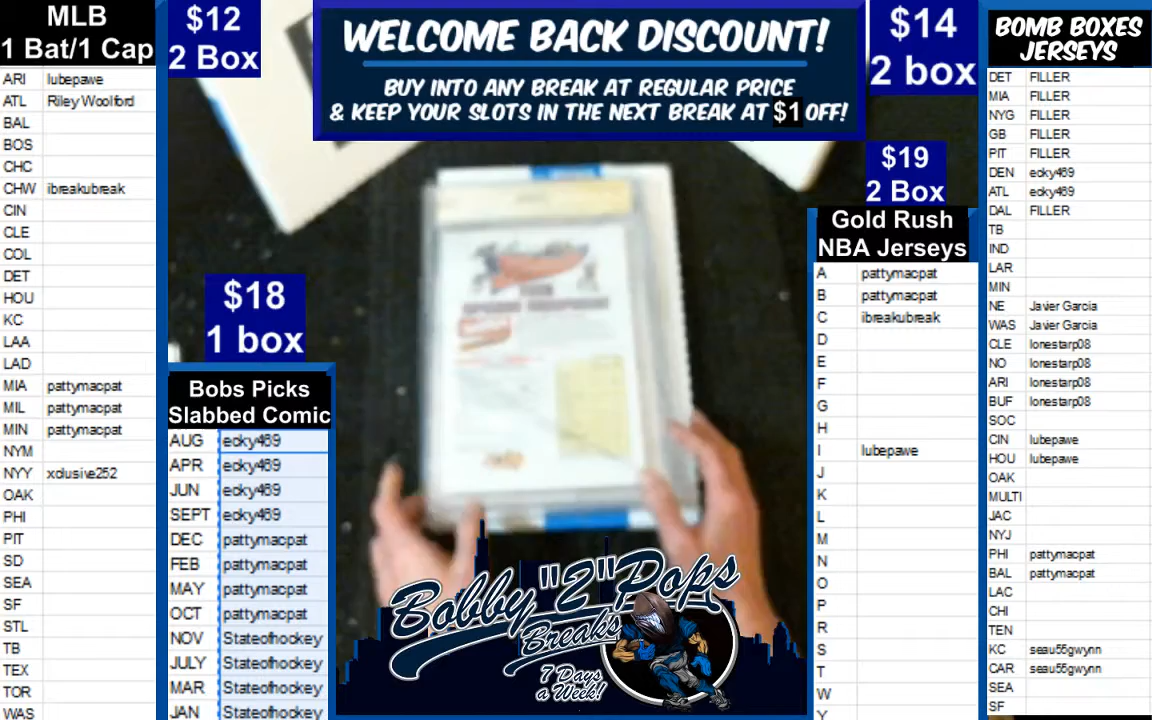 MLB
1 Bat/1 Cap
ARI lubepawe
ATL Riley Woolford
BAL
BOS
CHC
CHW ibreakubreak
CIN
CLE
COL
DET
HOU
KC
LAA
LAD
MIA pattymacpat
MIL pattymacpat
MIN pattymacpat
NYM
NYY xclusive252
OAK
PHI
PIT
SD
SEA
SF
STL
TB
TEX
TOR
WAS
$12
2 Box
$18
1 box
Bobs Picks
Slabbed Comic
AUG ecky469
APR ecky469
JUN ecky469
SEPT ecky469
DEC pattymacpat
FEB pattymacpat
MAY pattymacpat
OCT pattymacpat
NOV Stateofhockey
JULY Stateofhockey
MAR Stateofhockey
JAN Stateofhockey
WELCOME BACK DISCOUNT!
BUY INTO ANY BREAK AT REGULAR PRICE
& KEEP YOUR SLOTS IN THE NEXT BREAK AT $1 OFF!
Bobby "2" Pops
Breaks
7 Days
a Week!
$14
2 box
$19
2 Box
Gold Rush
NBA Jerseys
A pattymacpat
B pattymacpat
C ibreakubreak
D
E
F
G
H
I lubepawe
J
K
L
M
N
O
P
R
S
T
W
Y
BOMB BOXES
JERSEYS
DET FILLER
MIA FILLER
NYG FILLER
GB FILLER
PIT FILLER
DEN ecky469
ATL ecky469
DAL FILLER
TB
IND
LAR
MIN
NE Javier Garcia
WAS Javier Garcia
CLE lonestarp08
NO lonestarp08
ARI lonestarp08
BUF lonestarp08
SOC
CIN lubepawe
HOU lubepawe
OAK
MULTI
JAC
NYJ
PHI pattymacpat
BAL pattymacpat
LAC
CHI
TEN
KC seau55gwynn
CAR seau55gwynn
SEA
SF